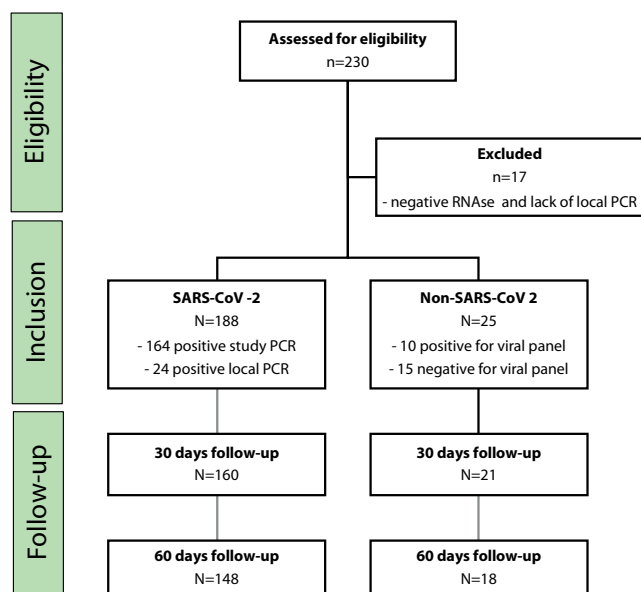 Eligibility
Assessed for eligibility
n=230
Excluded
n=17
- negative RNAse and lack of local PCR
Inclusion
SARS-CoV -2
N=188
- 164 positive study PCR
- 24 positive local PCR
Non-SARS-CoV 2
N=25
- 10 positive for viral panel
- 15 negative for viral panel
Follow-up
30 days follow-up
N=160
30 days follow-up
N=21
60 days follow-up
N=148
60 days follow-up
N=18